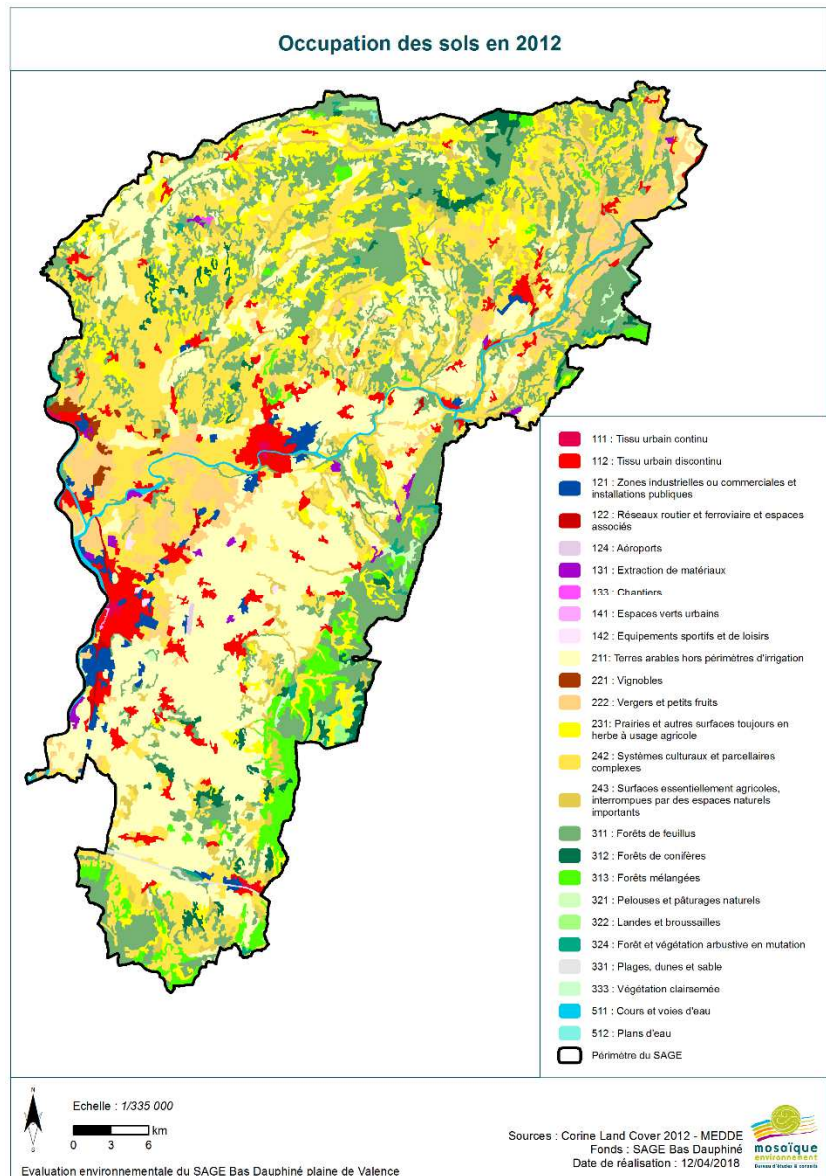 Occupation des sols en 2012
111 : Tissu urbain continu
112 : Tissu urbain discontinu
121 : Zones industrielles ou commerciales et
installations publiques
122 : Réseaux routier et ferroviaire et espaces
associés
124 : Aéroports
131 : Extraction de matériaux
133 : Chantiers
141 : Espaces verts urbains
142 : Equipements sportifs et de loisirs
211: Terres arables hors périmètres d'irrigation
221 : Vignobles
222 : Vergers et petits fruits
231: Prairies et autres surfaces toujours en
herbe à usage agricole
242 : Systèmes culturaux et parcellaires
complexes
243 : Surfaces essentiellement agricoles,
interrompues par des espaces naturels
importants
311 : Forêts de feuillus
312 : Forêts de conifères
313 : Forêts mélangées
321 : Pelouses et pâturages naturels
322 : Landes et broussailles
324 : Forêt et végétation arbustive en mutation
331 : Plages, dunes et sable
333 : Végétation clairsemée
511 : Cours et voies d'eau
512 : Plans d'eau
Périmètre du SAGE
N
S
Echelle : 1/335 000
0 3 6 km
Evaluation environnementale du SAGE Bas Dauphiné plaine de Valence
Sources : Corine Land Cover 2012 - MEDDE
Fonds : SAGE Bas Dauphiné
Date de réalisation : 12/04/2018
mosaïque
environnement
Bureau d'études & conseils